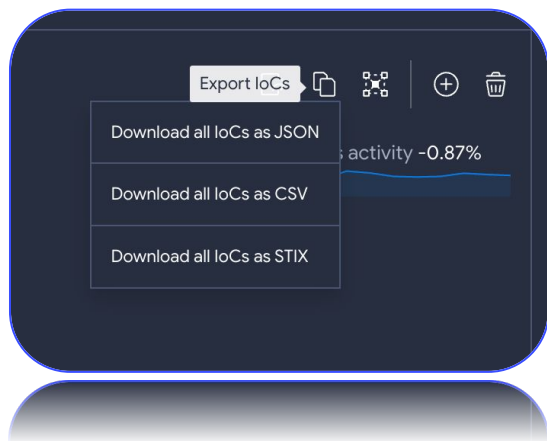 Export IoCs
Download all IoCs as JSON
s activity -0.87%
Download all IoCs as CSV
Download all IoCs as STIX